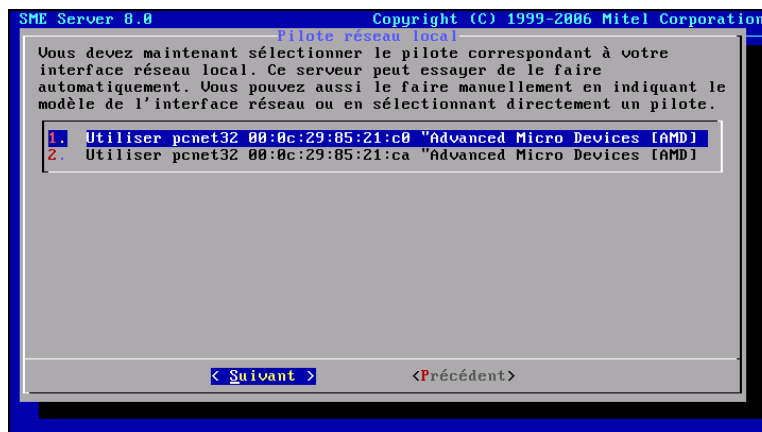 SME Server 8.0 Copyright (C) 1999-2006 Mitel Corporation
Pilote réseau local
Vous devez maintenant sélectionner le pilote correspondant à votre
interface réseau local. Ce serveur peut essayer de le faire
automatiquement. Vous pouvez aussi le faire manuellement en indiquant le
modèle de l'interface réseau ou en sélectionnant directement un pilote.
1. Utiliser pcnet32 00:0c:29:85:21:c0 "Advanced Micro Devices [AMD]
2. Utiliser pcnet32 00:0c:29:85:21:ca "Advanced Micro Devices [AMD]
< Suivant > <Précédent>